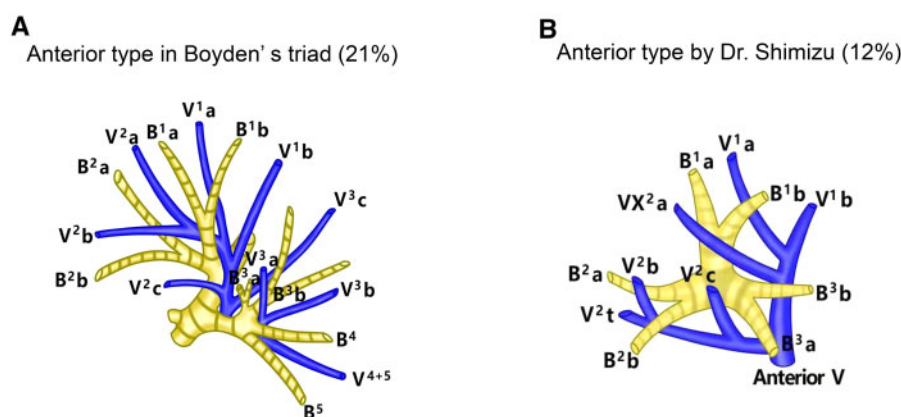 A
Anterior type in Boyden' s triad (21%)
V¹a
V²a
B¹a
B¹b
B²a
V¹b
V³c
V²b
B²b
V²c
V³a
B³a
B³b
V³b
B⁴
V⁴⁺⁵
B⁵
B
Anterior type by Dr. Shimizu (12%)
V¹a
B¹a
B¹b
VX²a
V¹b
B²a
V²b
V²c
B³b
V²t
B²b
B³a
Anterior V